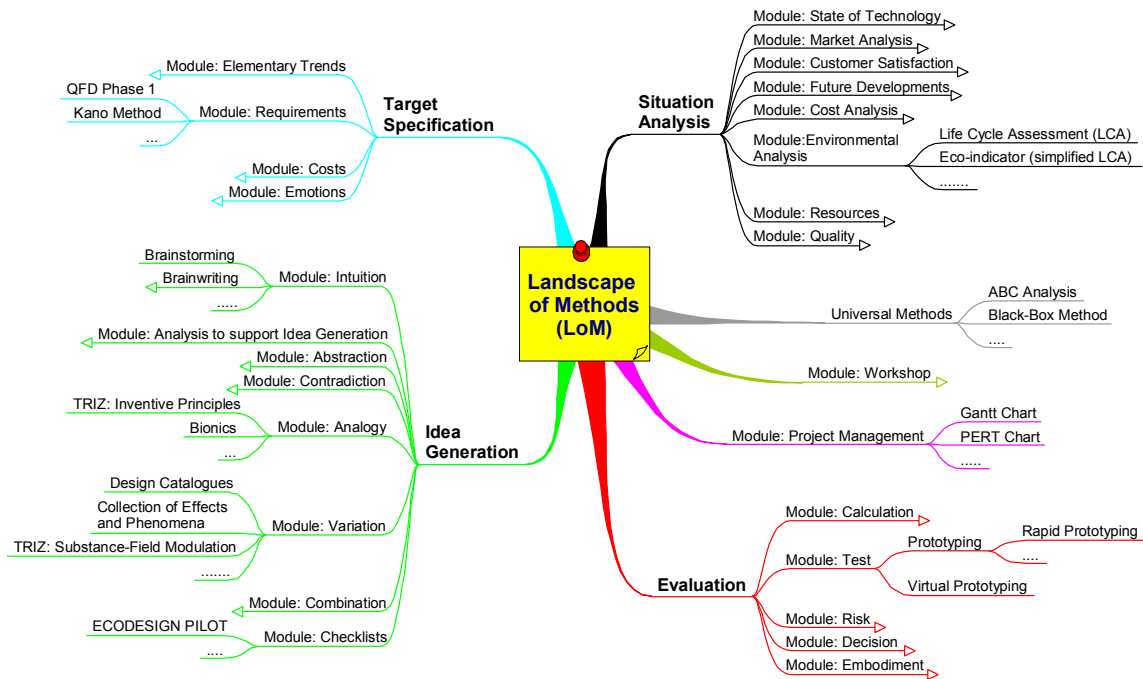 Landscape
of Methods
(LoM)
Target
Specification
Module: Elementary Trends
Module: Requirements
QFD Phase 1
Kano Method
...
Module: Costs
Module: Emotions
Situation
Analysis
Module: State of Technology
Module: Market Analysis
Module: Customer Satisfaction
Module: Future Developments
Module: Cost Analysis
Module:Environmental
Analysis
Life Cycle Assessment (LCA)
Eco-indicator (simplified LCA)
.......
Module: Resources
Module: Quality
Idea
Generation
Module: Intuition
Brainstorming
Brainwriting
.....
Module: Analysis to support Idea Generation
Module: Abstraction
Module: Contradiction
Module: Analogy
TRIZ: Inventive Principles
Bionics
...
Module: Variation
Design Catalogues
Collection of Effects
and Phenomena
TRIZ: Substance-Field Modulation
.......
Module: Combination
Module: Checklists
ECODESIGN PILOT
....
Universal Methods
ABC Analysis
Black-Box Method
....
Module: Workshop
Module: Project Management
Gantt Chart
PERT Chart
.....
Evaluation
Module: Calculation
Module: Test
Prototyping
Rapid Prototyping
....
Virtual Prototyping
Module: Risk
Module: Decision
Module: Embodiment